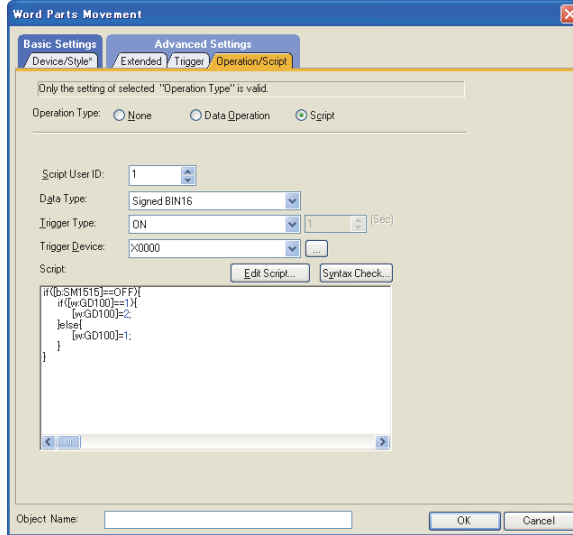 Word Parts Movement
Basic Settings Advanced Settings
Device/Style* Extended Trigger Operation/Script
Only the setting of selected "Operation Type" is valid.
Operation Type: None Data Operation Script
Script User ID: 1
Data Type: Signed BIN16
Trigger Type: ON 1 (Sec)
Trigger Device: X0000 ...
Script: Edit Script... Syntax Check...
if([b:SM1515]==OFF){
if([w:GD100]==1){
[w:GD100]=2;
}else{
[w:GD100]=1;
}
}
Object Name: OK Cancel